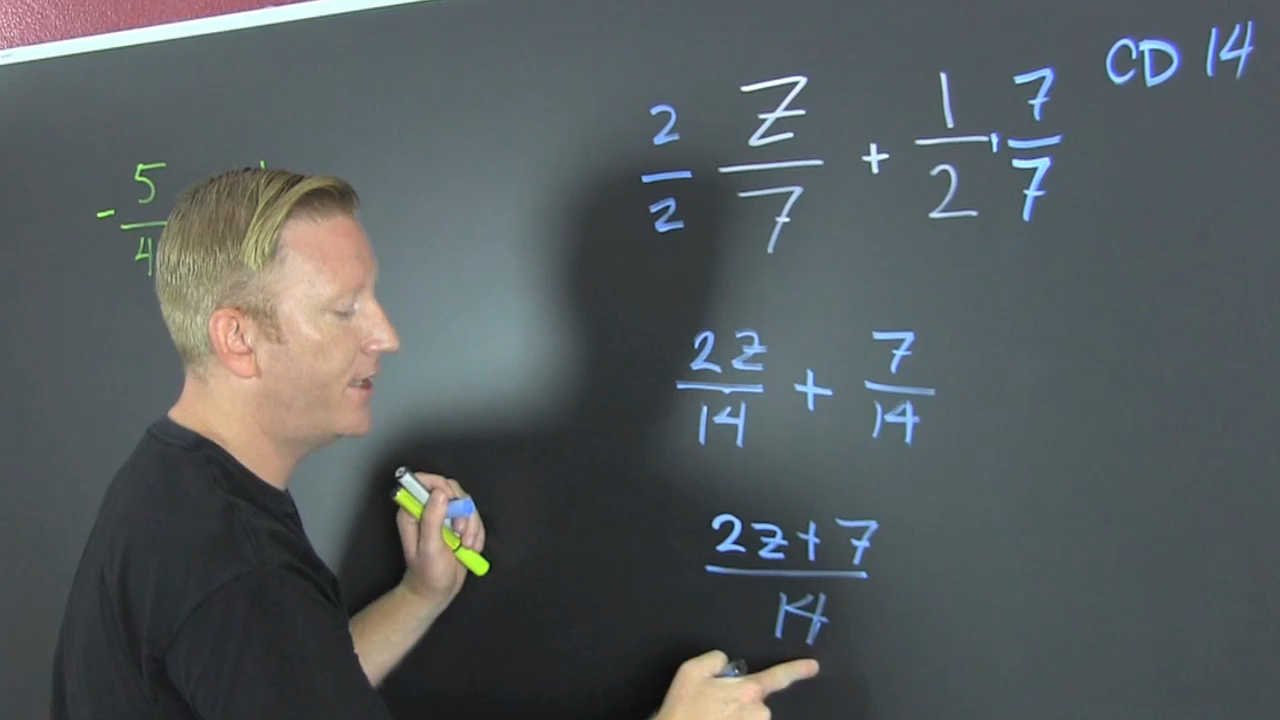 CD 14
2/2 Z/7 + 1/2 · 7/7
- 5/4
2Z/14 + 7/14
2Z+7/14